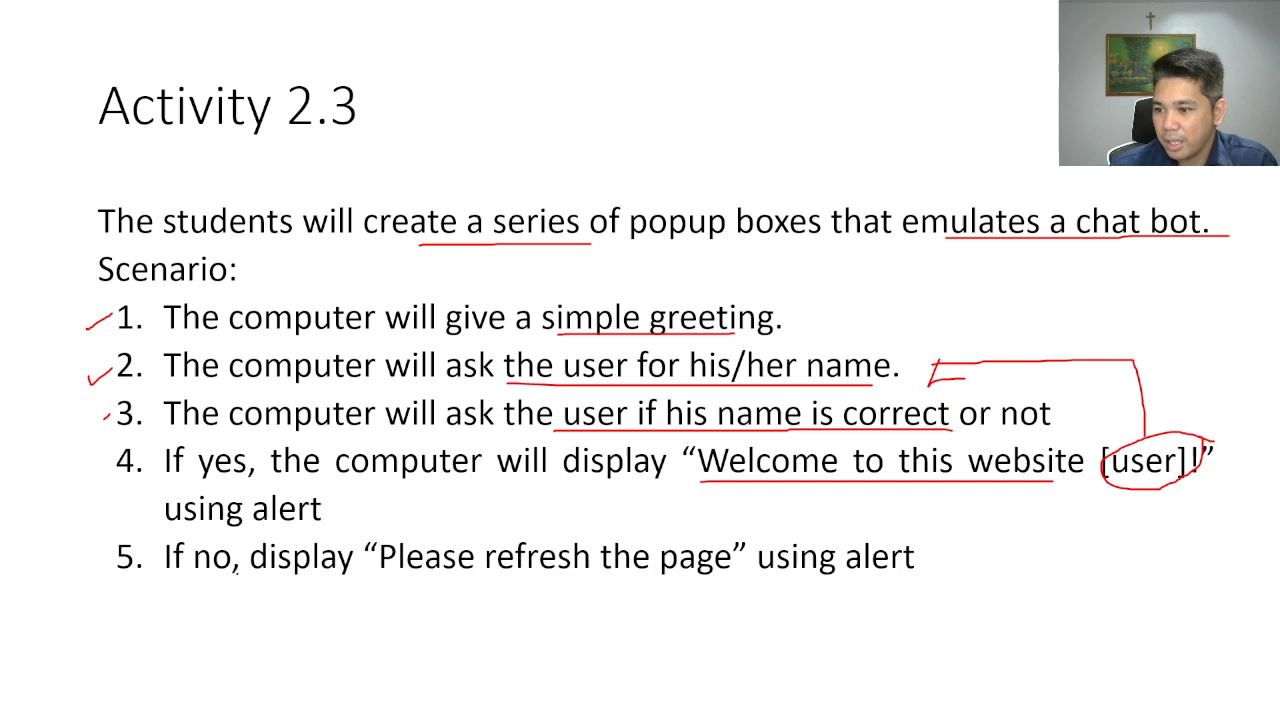 Activity 2.3
The students will create a series of popup boxes that emulates a chat bot.
Scenario:
1. The computer will give a simple greeting.
2. The computer will ask the user for his/her name.
3. The computer will ask the user if his name is correct or not
4. If yes, the computer will display “Welcome to this website [user]!”
using alert
5. If no, display “Please refresh the page” using alert